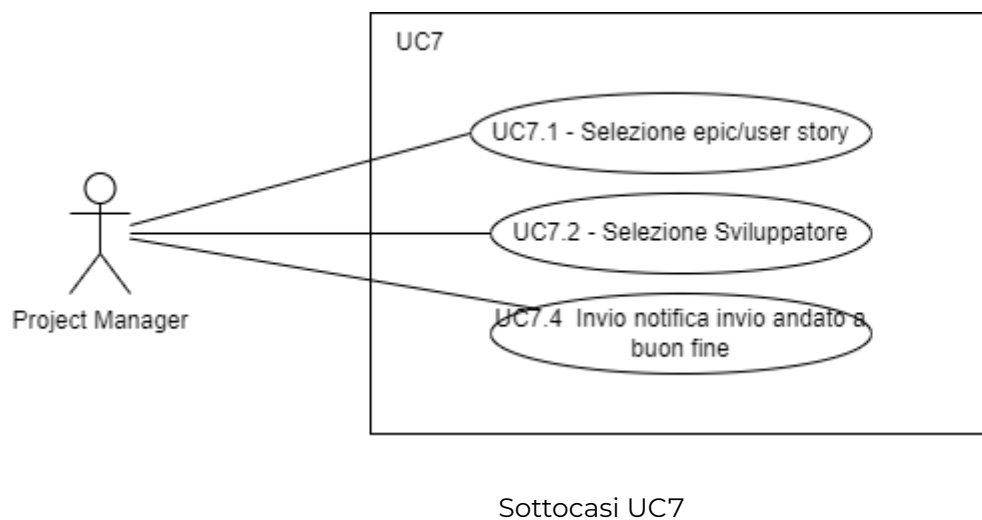 UC7
UC7.1 - Selezione epic/user story
UC7.2 - Selezione Sviluppatore
UC7.4 Invio notifica invio andato a
buon fine
Project Manager
Sottocasi UC7